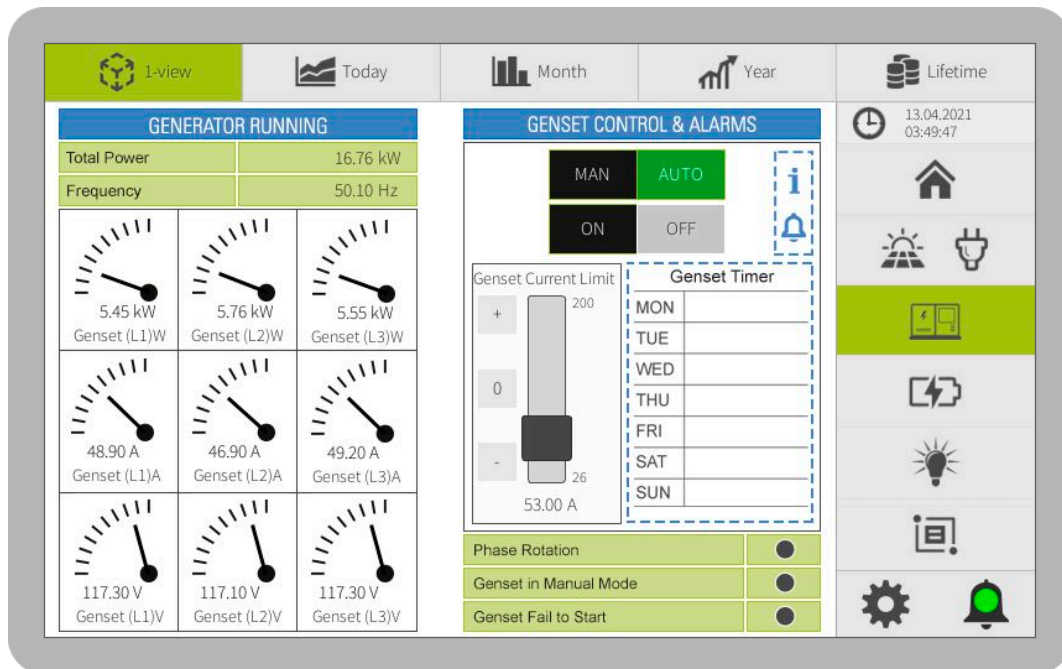 1-view Today Month Year Lifetime
13.04.2021
03:49:47
GENERATOR RUNNING
Total Power 16.76 kW
Frequency 50.10 Hz
5.45 kW 5.76 kW 5.55 kW
Genset (L1)W Genset (L2)W Genset (L3)W
48.90 A 46.90 A 49.20 A
Genset (L1)A Genset (L2)A Genset (L3)A
117.30 V 117.10 V 117.30 V
Genset (L1)V Genset (L2)V Genset (L3)V
GENSET CONTROL & ALARMS
MAN AUTO
i
ON OFF
Genset Current Limit
+ 200
0
-
26
53.00 A
Genset Timer
MON
TUE
WED
THU
FRI
SAT
SUN
Phase Rotation
Genset in Manual Mode
Genset Fail to Start